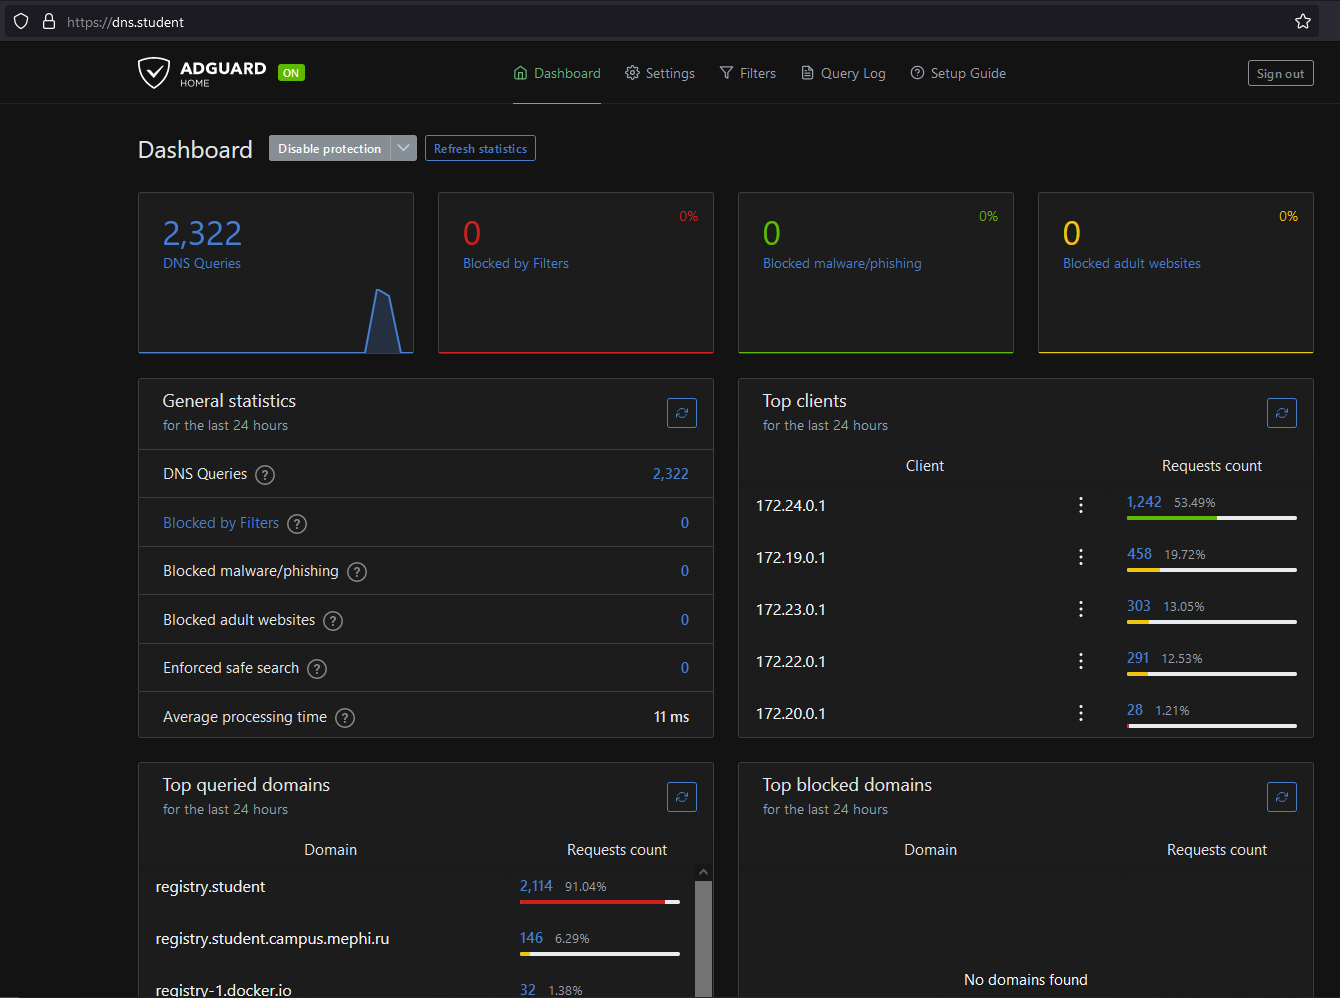 https://dns.student
ADGUARD
HOME
ON
Dashboard
Settings
Filters
Query Log
Setup Guide
Sign out
Dashboard
Disable protection
Refresh statistics
2,322
DNS Queries
0%
0
Blocked by Filters
0%
0
Blocked malware/phishing
0%
0
Blocked adult websites
General statistics
for the last 24 hours
DNS Queries ? 2,322
Blocked by Filters ? 0
Blocked malware/phishing ? 0
Blocked adult websites ? 0
Enforced safe search ? 0
Average processing time ? 11 ms
Top clients
for the last 24 hours
Client Requests count
172.24.0.1 1,242 53.49%
172.19.0.1 458 19.72%
172.23.0.1 303 13.05%
172.22.0.1 291 12.53%
172.20.0.1 28 1.21%
Top queried domains
for the last 24 hours
Domain Requests count
registry.student 2,114 91.04%
registry.student.campus.mephi.ru 146 6.29%
registry-1.docker.io 32 1.38%
Top blocked domains
for the last 24 hours
Domain Requests count
No domains found